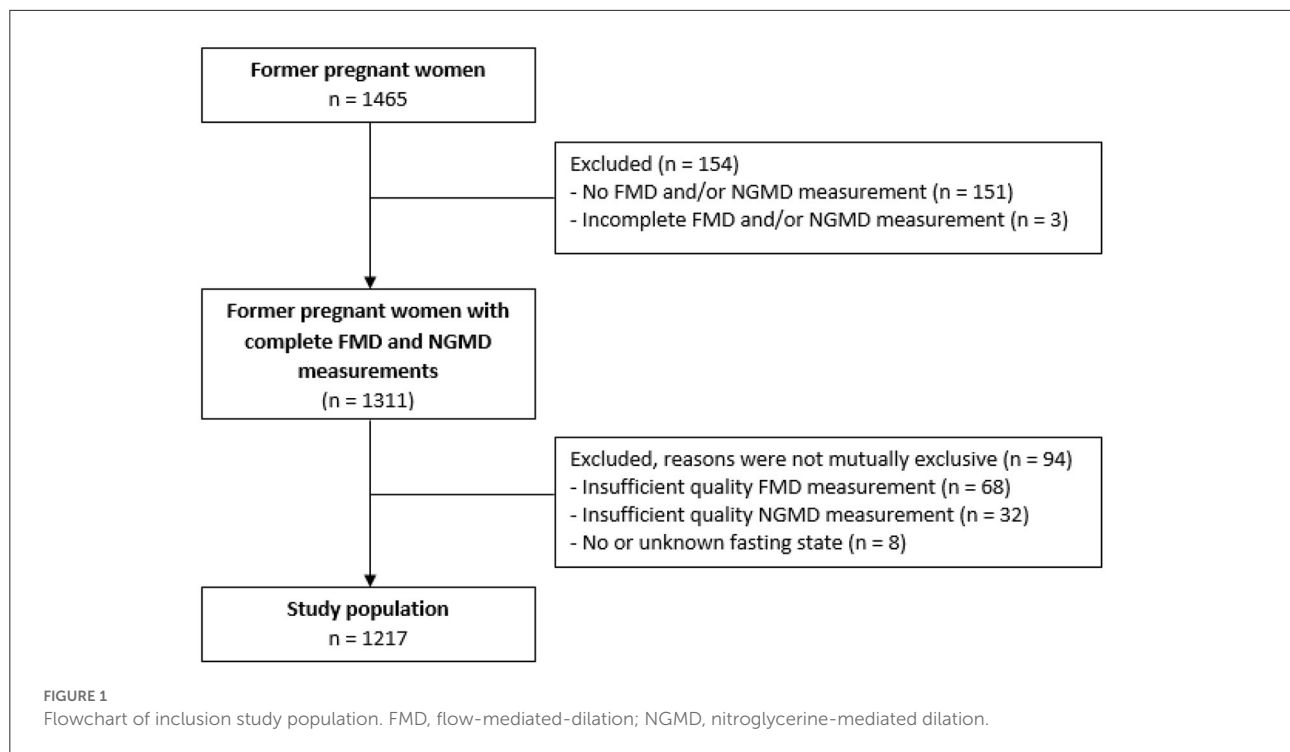 Former pregnant women
n = 1465
Excluded (n = 154)
- No FMD and/or NGMD measurement (n = 151)
- Incomplete FMD and/or NGMD measurement (n = 3)
Former pregnant women with
complete FMD and NGMD
measurements
(n = 1311)
Excluded, reasons were not mutually exclusive (n = 94)
- Insufficient quality FMD measurement (n = 68)
- Insufficient quality NGMD measurement (n = 32)
- No or unknown fasting state (n = 8)
Study population
n = 1217
FIGURE 1
Flowchart of inclusion study population. FMD, flow-mediated-dilation; NGMD, nitroglycerine-mediated dilation.